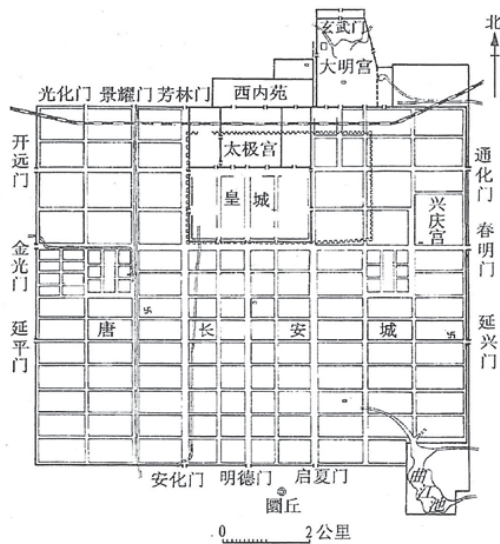 北
玄武门
大明宫
光化门 景耀门 芳林门 西内苑
开远门
太极宫
通化门
皇城
兴庆宫
金光门
春明门
延平门
唐长安城
延兴门
安化门 明德门 启夏门
曲江池
圜丘
0 2公里